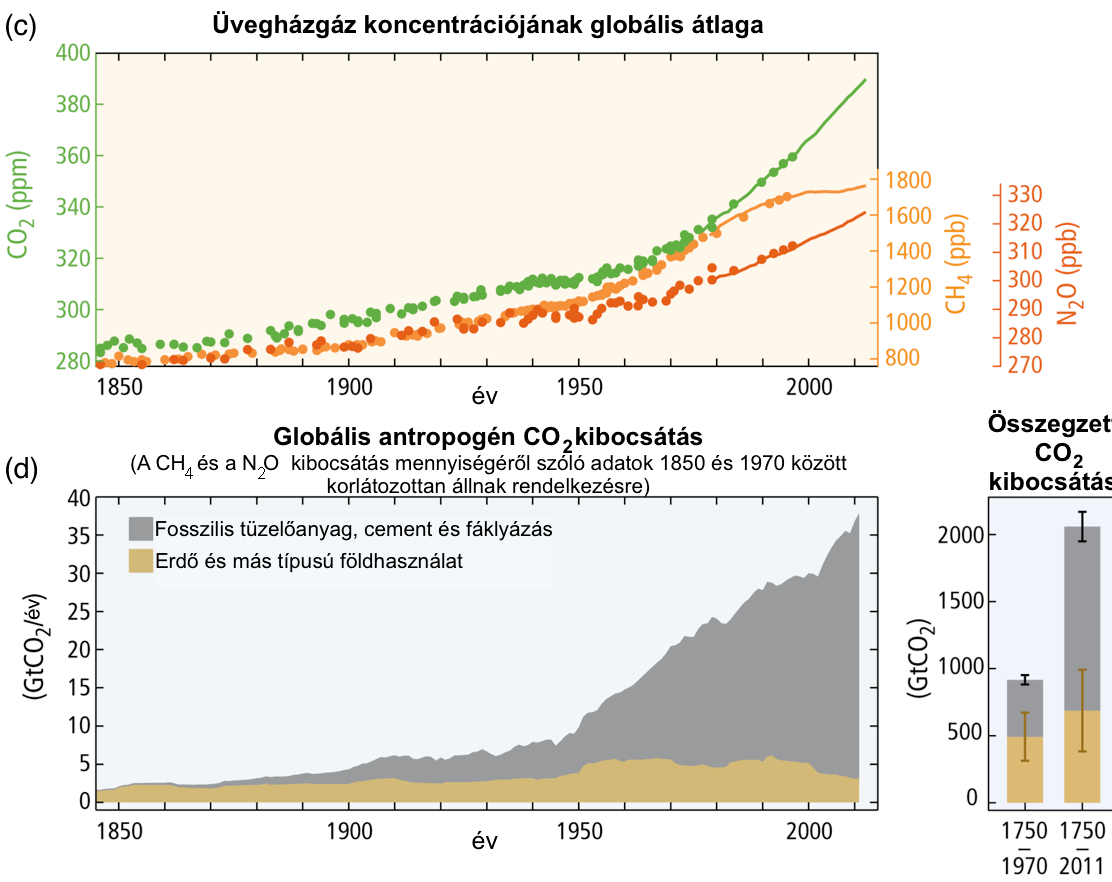 (c)
Üvegházgáz koncentrációjának globális átlaga
400
380
360
340
320
300
280
CO2 (ppm)
1800
1600
1400
1200
1000
800
CH4 (ppb)
330
320
310
300
290
280
270
N2O (ppb)
1850 1900 1950 2000
év
(d)
Globális antropogén CO2 kibocsátás
(A CH4 és a N2O kibocsátás mennyiségéről szóló adatok 1850 és 1970 között
korlátozottan állnak rendelkezésre)
40
35
30
25
20
15
10
5
0
(GtCO2/év)
Fosszilis tüzelőanyag, cement és fáklyázás
Erdő és más típusú földhasználat
1850 1900 1950 2000
év
Összegzett
CO2
kibocsátás
2000
1500
1000
500
0
(GtCO2)
1750 1750
– –
1970 2011